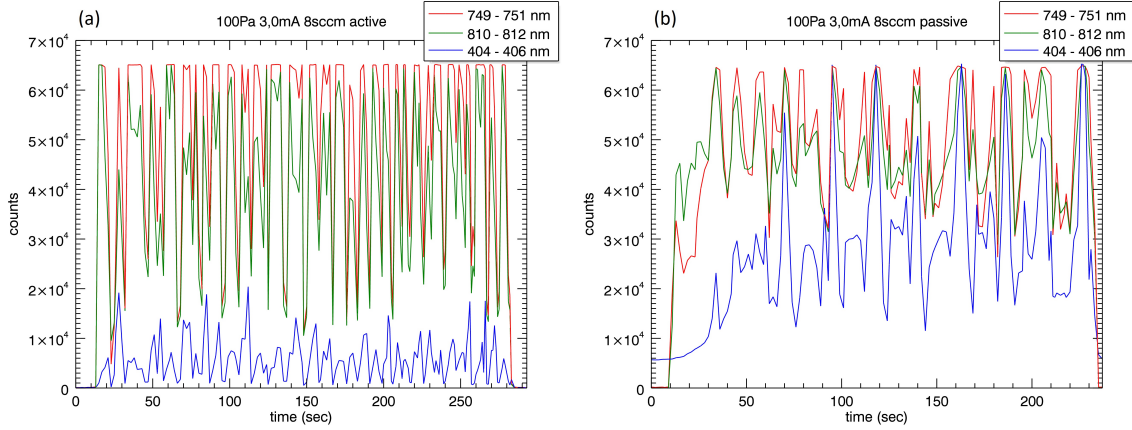 (a)
100Pa 3,0mA 8sccm active
749 - 751 nm
810 - 812 nm
404 - 406 nm
7×10⁴
6×10⁴
5×10⁴
4×10⁴
3×10⁴
2×10⁴
1×10⁴
0
counts
0 50 100 150 200 250
time (sec)
(b)
100Pa 3,0mA 8sccm passive
749 - 751 nm
810 - 812 nm
404 - 406 nm
7×10⁴
6×10⁴
5×10⁴
4×10⁴
3×10⁴
2×10⁴
1×10⁴
0
counts
0 50 100 150 200
time (sec)